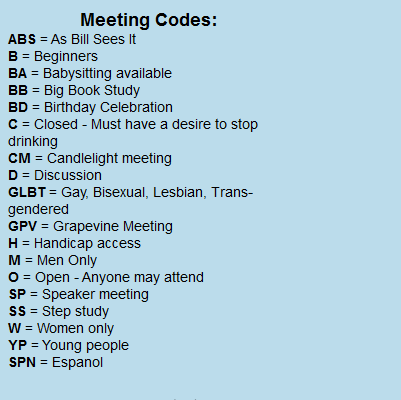 Meeting Codes:
ABS = As Bill Sees It
B = Beginners
BA = Babysitting available
BB = Big Book Study
BD = Birthday Celebration
C = Closed - Must have a desire to stop
drinking
CM = Candlelight meeting
D = Discussion
GLBT = Gay, Bisexual, Lesbian, Trans-
gendered
GPV = Grapevine Meeting
H = Handicap access
M = Men Only
O = Open - Anyone may attend
SP = Speaker meeting
SS = Step study
W = Women only
YP = Young people
SPN = Espanol